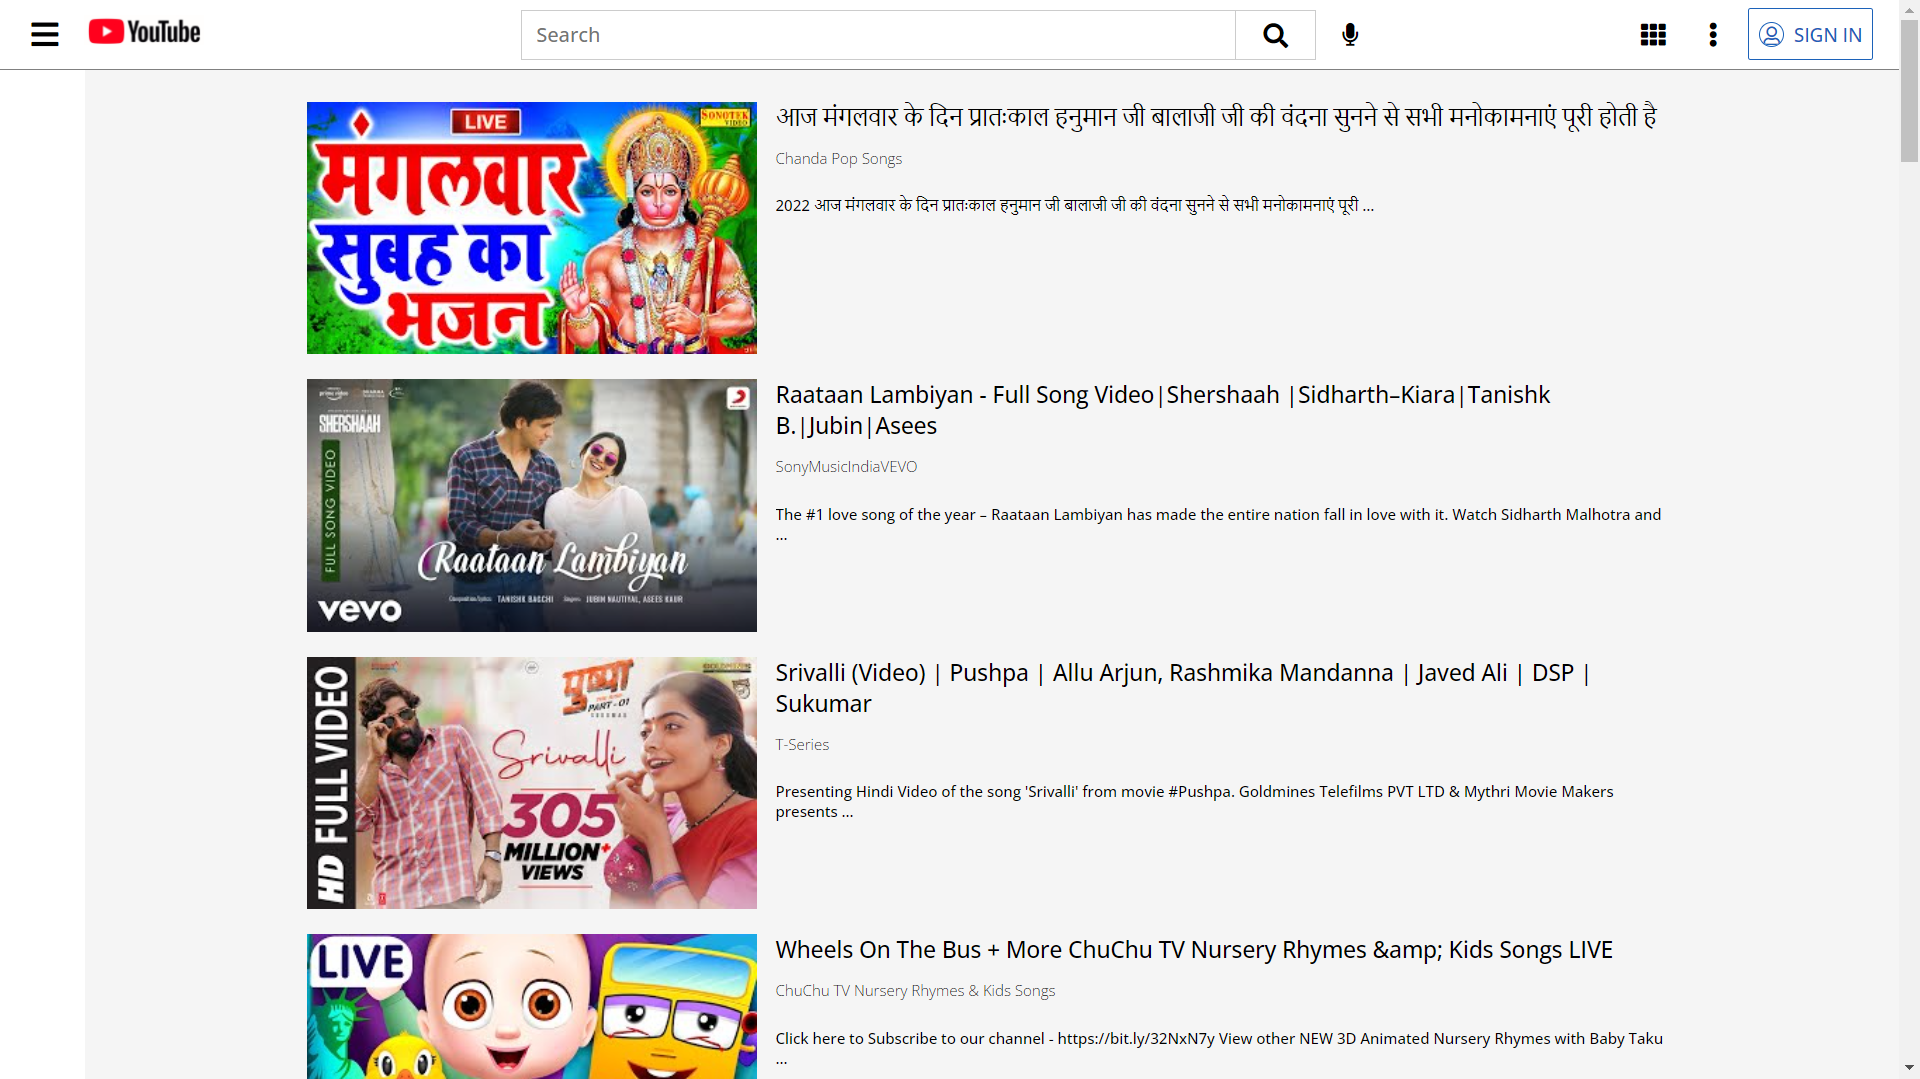 YouTube
Search
SIGN IN
LIVE
SONOTEK
VIDEO
मंगलवार
सुबह का
भजन
आज मंगलवार के दिन प्रातःकाल हनुमान जी बालाजी जी की वंदना सुनने से सभी मनोकामनाएं पूरी होती है
Chanda Pop Songs
2022 आज मंगलवार के दिन प्रातःकाल हनुमान जी बालाजी जी की वंदना सुनने से सभी मनोकामनाएं पूरी ...
prime video
SHERSHAAH
FULL SONG VIDEO
Raataan Lambiyan
TANISHK BAGCHI
JUBIN NAUTIYAL, ASEES KAUR
vevo
Raataan Lambiyan - Full Song Video|Shershaah |Sidharth–Kiara|Tanishk
B.|Jubin|Asees
SonyMusicIndiaVEVO
The #1 love song of the year – Raataan Lambiyan has made the entire nation fall in love with it. Watch Sidharth Malhotra and
...
HD FULL VIDEO
पुष्पा
PART-01
SUKUMAR
Srivalli
305
MILLION+
VIEWS
Srivalli (Video) | Pushpa | Allu Arjun, Rashmika Mandanna | Javed Ali | DSP |
Sukumar
T-Series
Presenting Hindi Video of the song 'Srivalli' from movie #Pushpa. Goldmines Telefilms PVT LTD & Mythri Movie Makers
presents ...
LIVE
Wheels On The Bus + More ChuChu TV Nursery Rhymes &amp; Kids Songs LIVE
ChuChu TV Nursery Rhymes & Kids Songs
Click here to Subscribe to our channel - https://bit.ly/32NxN7y View other NEW 3D Animated Nursery Rhymes with Baby Taku
...